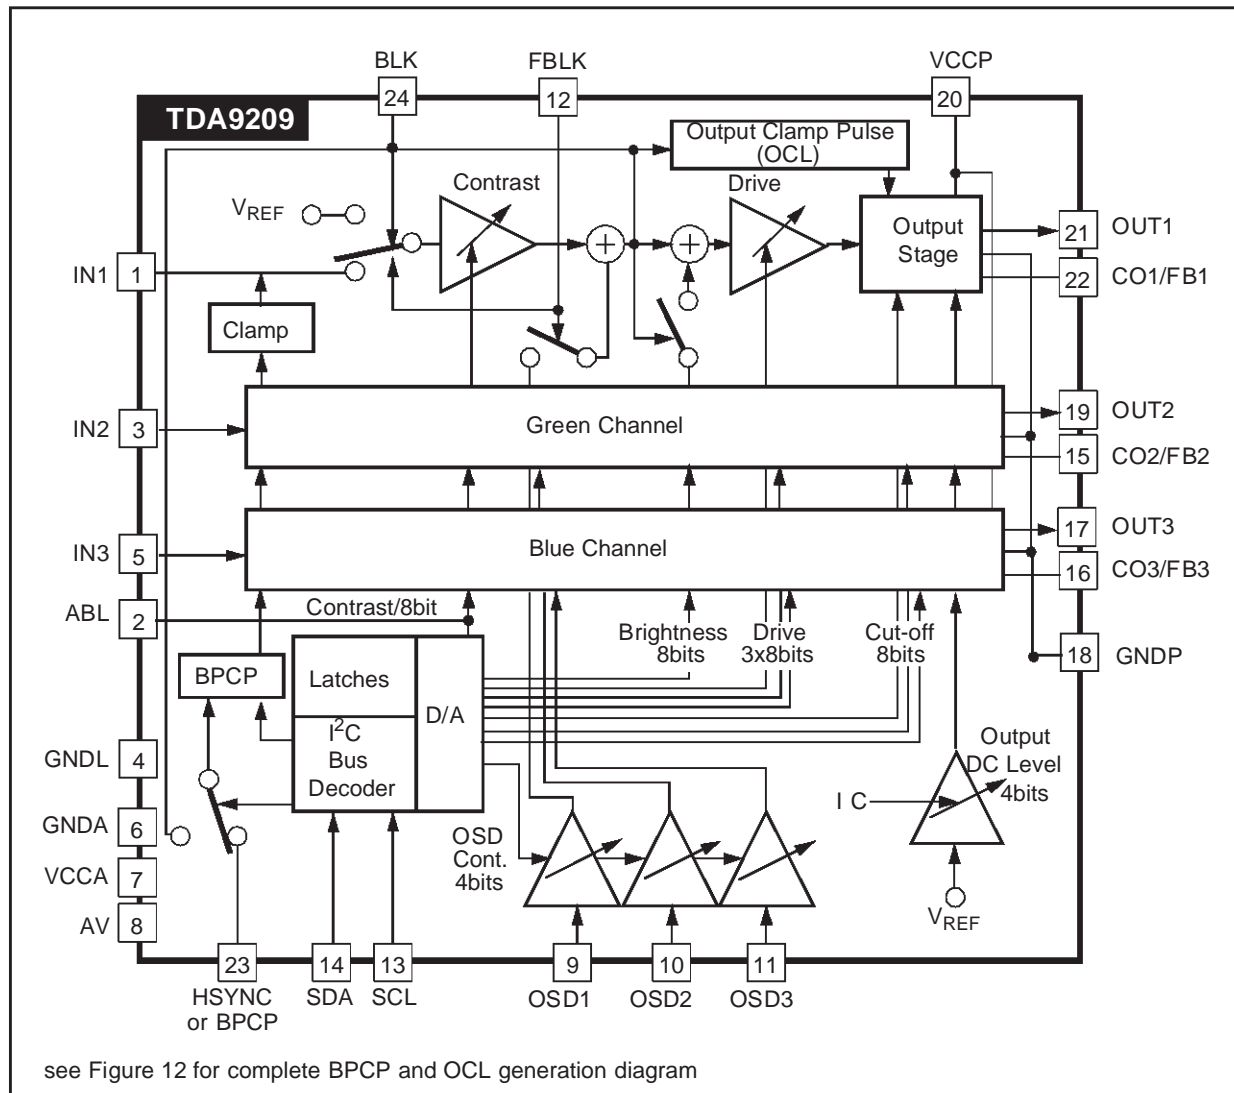 BLK
FBLK
VCCP
24
12
20
TDA9209
Output Clamp Pulse
(OCL)
Contrast
Drive
VREF
Output
Stage
21
OUT1
IN1
1
22
CO1/FB1
Clamp
IN2
3
Green Channel
19
OUT2
15
CO2/FB2
IN3
5
Blue Channel
17
OUT3
16
CO3/FB3
ABL
2
Contrast/8bit
Brightness
8bits
Drive
3x8bits
Cut-off
8bits
18
GNDP
BPCP
Latches
D/A
I2C
Bus
Decoder
Output
DC Level
4bits
GNDL
4
I C
GNDA
6
OSD
Cont.
4bits
VCCA
7
AV
8
VREF
23
14
13
9
10
11
HSYNC
or BPCP
SDA
SCL
OSD1
OSD2
OSD3
see Figure 12 for complete BPCP and OCL generation diagram